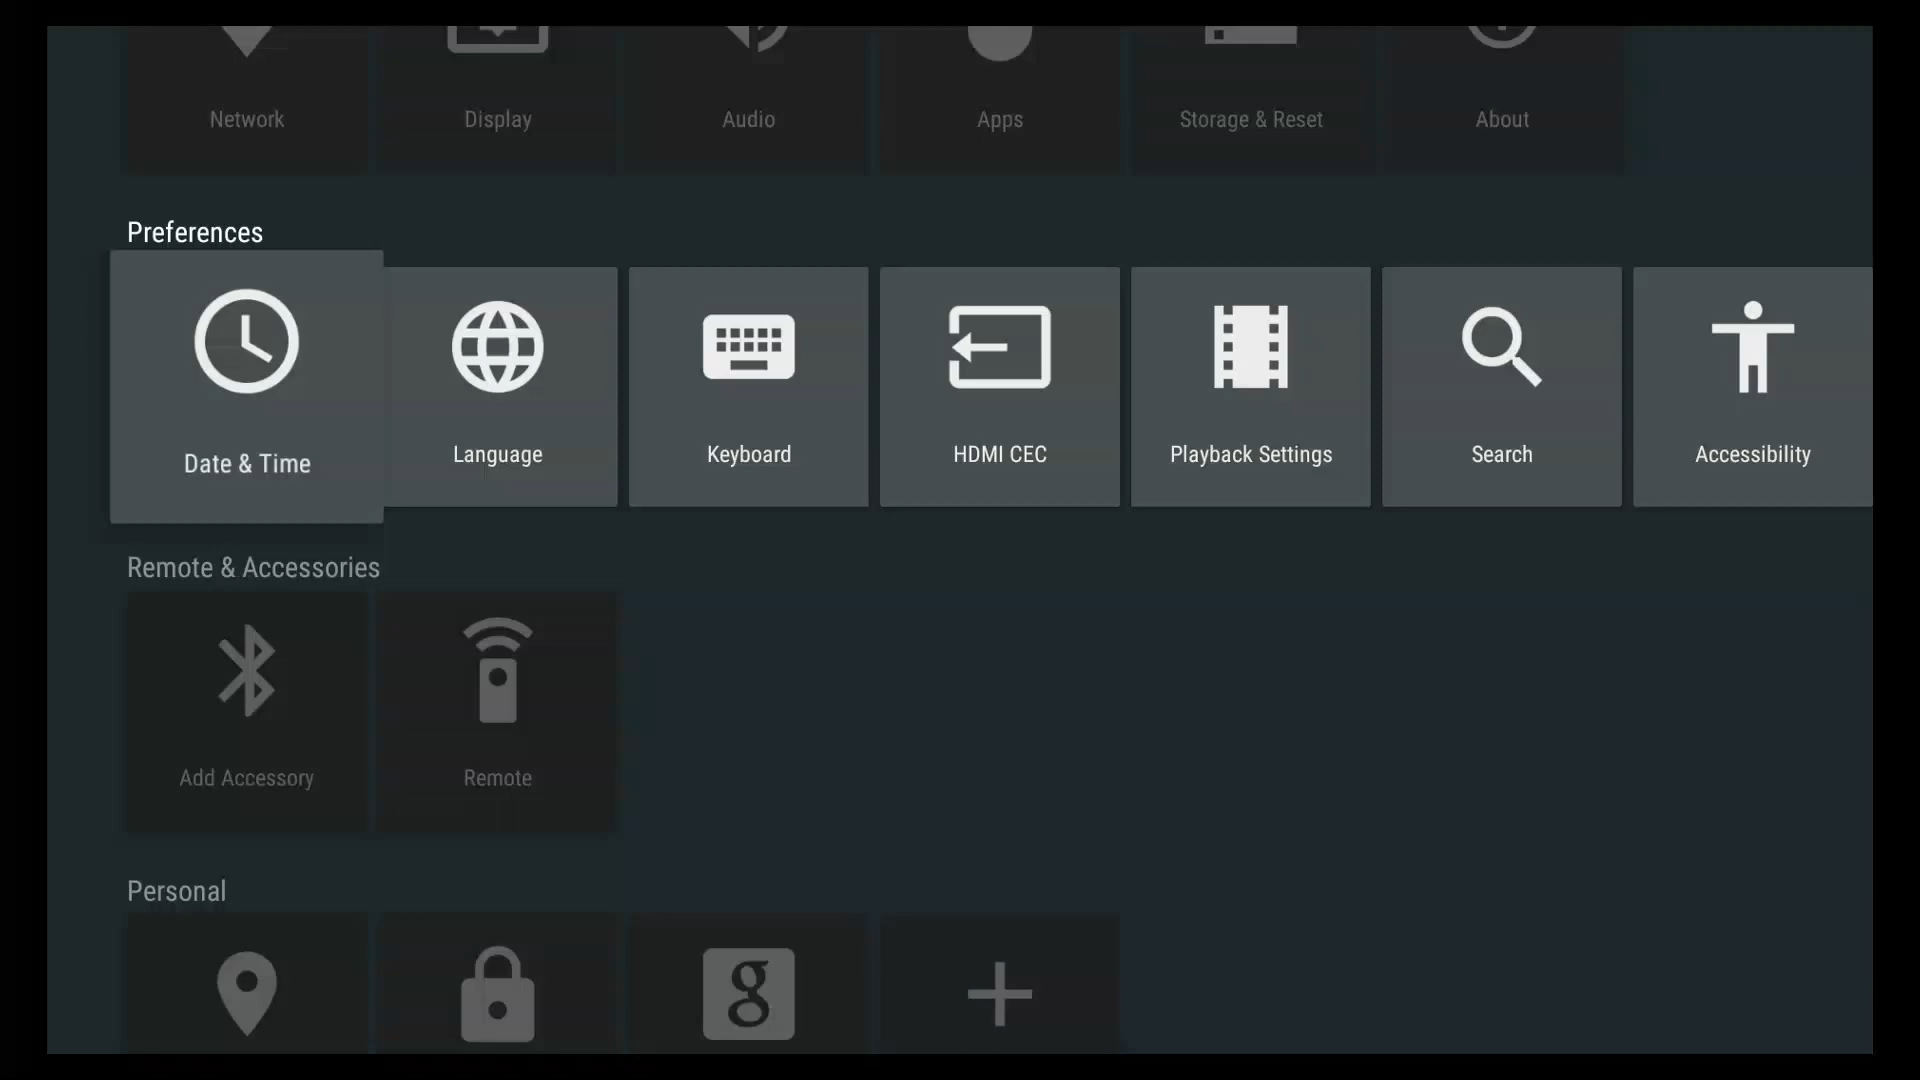 Network
Display
Audio
Apps
Storage & Reset
About
Preferences
Date & Time
Language
Keyboard
HDMI CEC
Playback Settings
Search
Accessibility
Remote & Accessories
Add Accessory
Remote
Personal
g